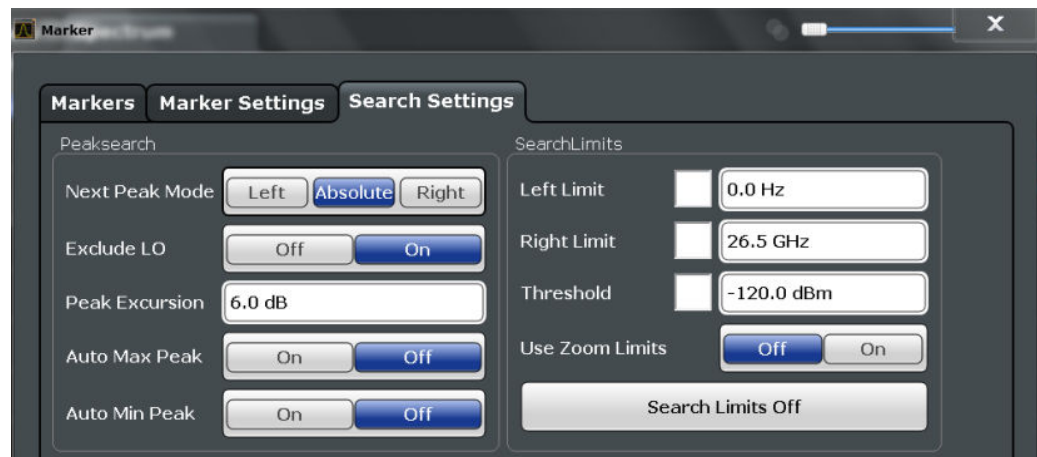 Marker
Spectrum
X
Markers Marker Settings Search Settings
Peaksearch
Next Peak Mode Left Absolute Right
Exclude LO Off On
Peak Excursion 6.0 dB
Auto Max Peak On Off
Auto Min Peak On Off
SearchLimits
Left Limit 0.0 Hz
Right Limit 26.5 GHz
Threshold -120.0 dBm
Use Zoom Limits Off On
Search Limits Off